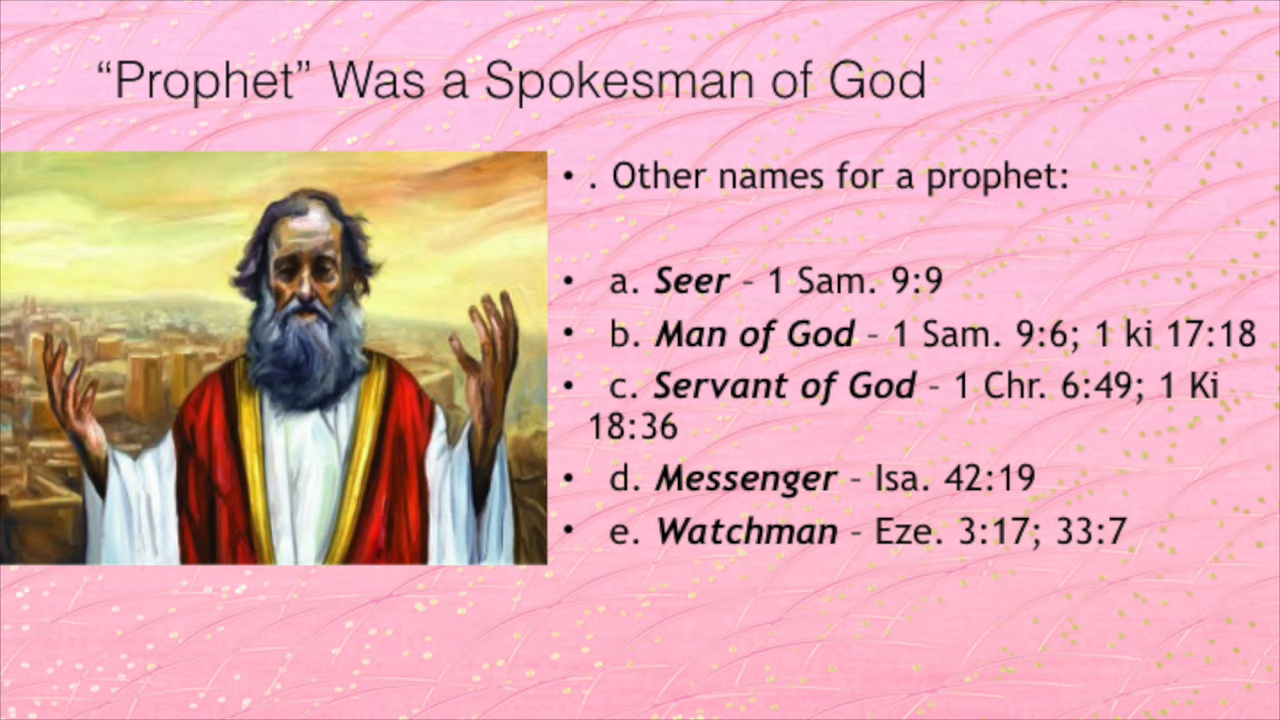 “Prophet” Was a Spokesman of God
• . Other names for a prophet:
• a. Seer – 1 Sam. 9:9
• b. Man of God – 1 Sam. 9:6; 1 ki 17:18
• c. Servant of God – 1 Chr. 6:49; 1 Ki
18:36
• d. Messenger – Isa. 42:19
• e. Watchman – Eze. 3:17; 33:7